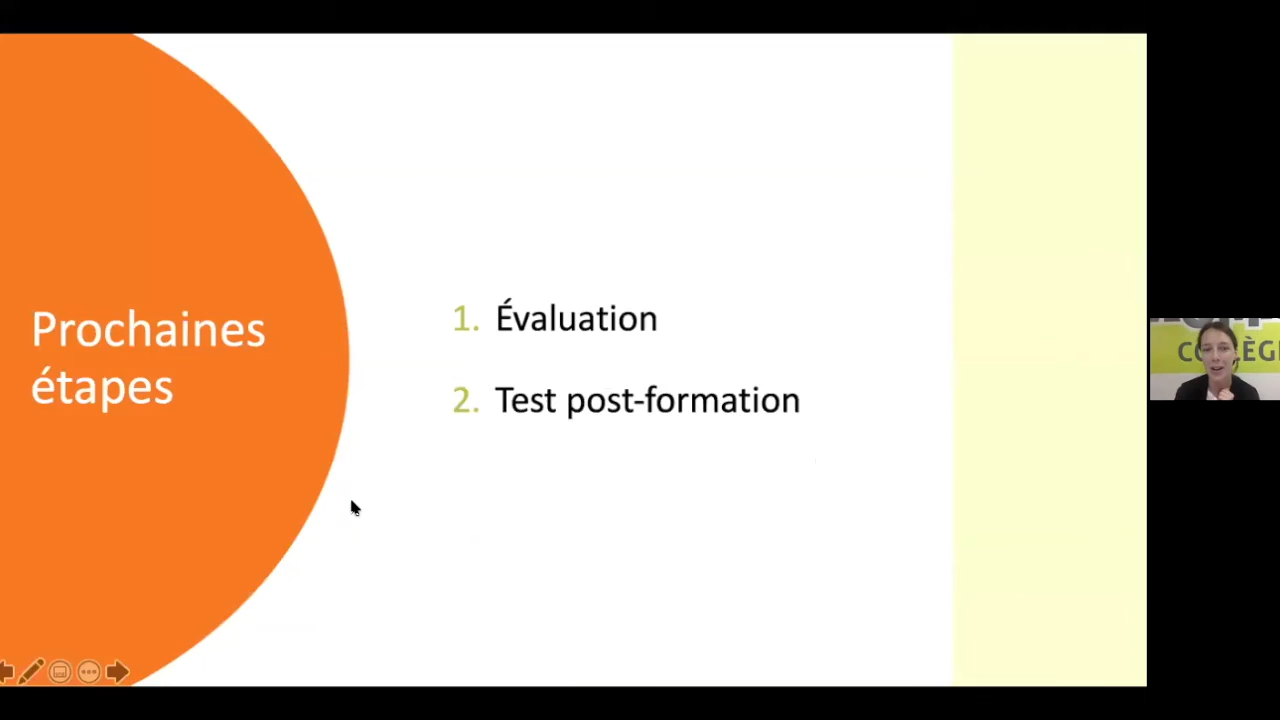 Prochaines
étapes
1. Évaluation
2. Test post-formation